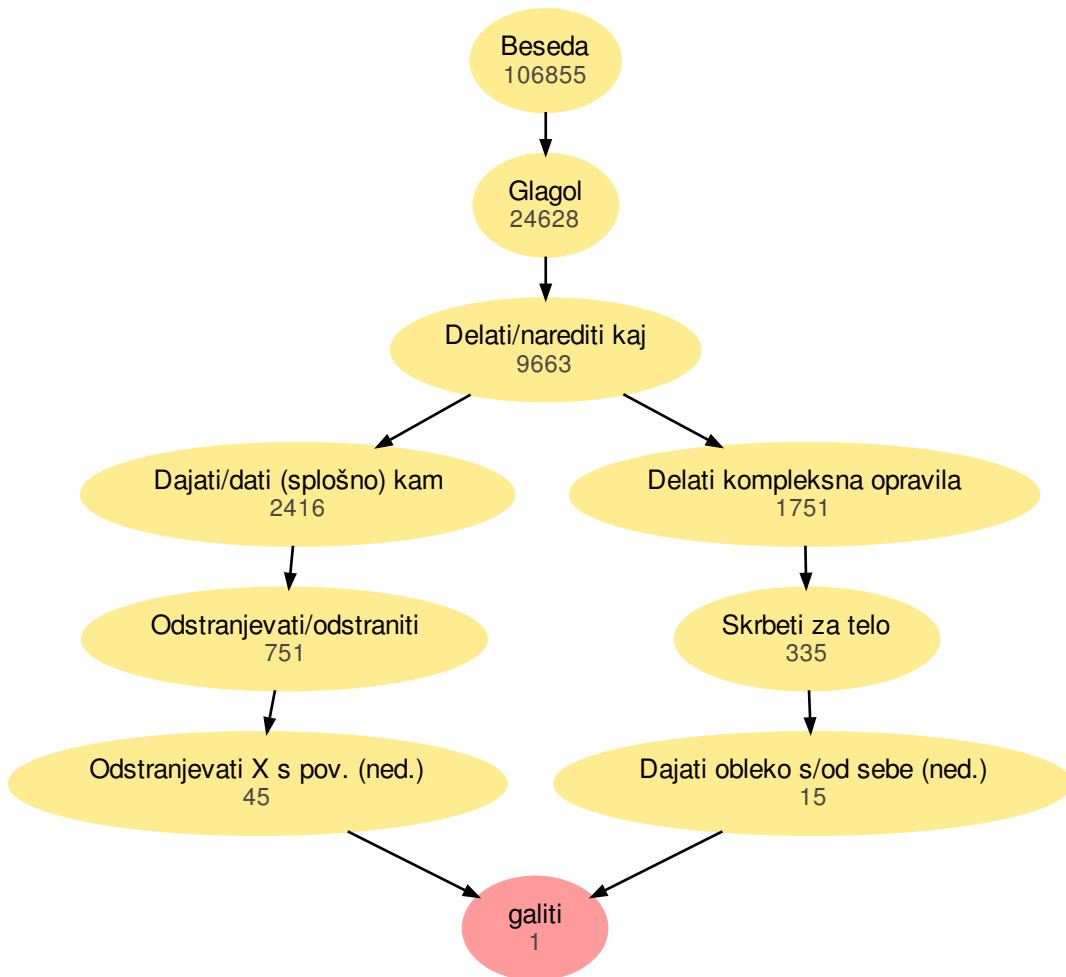 Beseda
106855
Glagol
24628
Delati/narediti kaj
9663
Dajati/dati (splošno) kam
2416
Delati kompleksna opravila
1751
Odstranjevati/odstraniti
751
Skrbeti za telo
335
Odstranjevati X s pov. (ned.)
45
Dajati obleko s/od sebe (ned.)
15
galiti
1